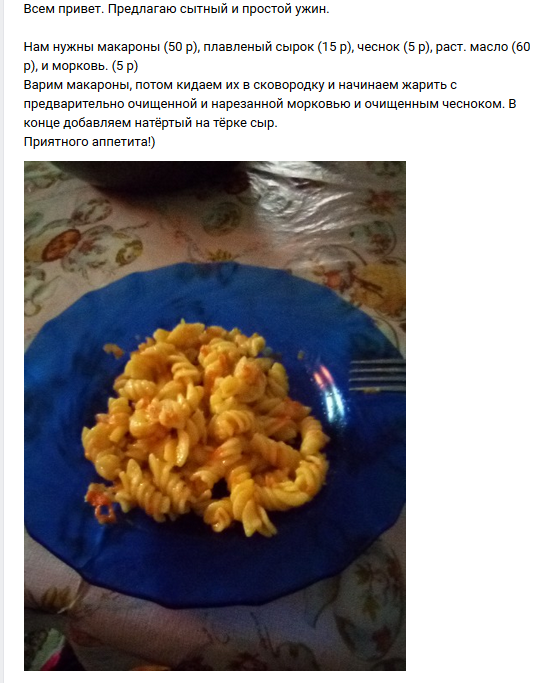 Всем привет. Предлагаю сытный и простой ужин.
Нам нужны макароны (50 р), плавленый сырок (15 р), чеснок (5 р), раст. масло (60
р), и морковь. (5 р)
Варим макароны, потом кидаем их в сковородку и начинаем жарить с
предварительно очищенной и нарезанной морковью и очищенным чесноком. В
конце добавляем натёртый на тёрке сыр.
Приятного аппетита!)